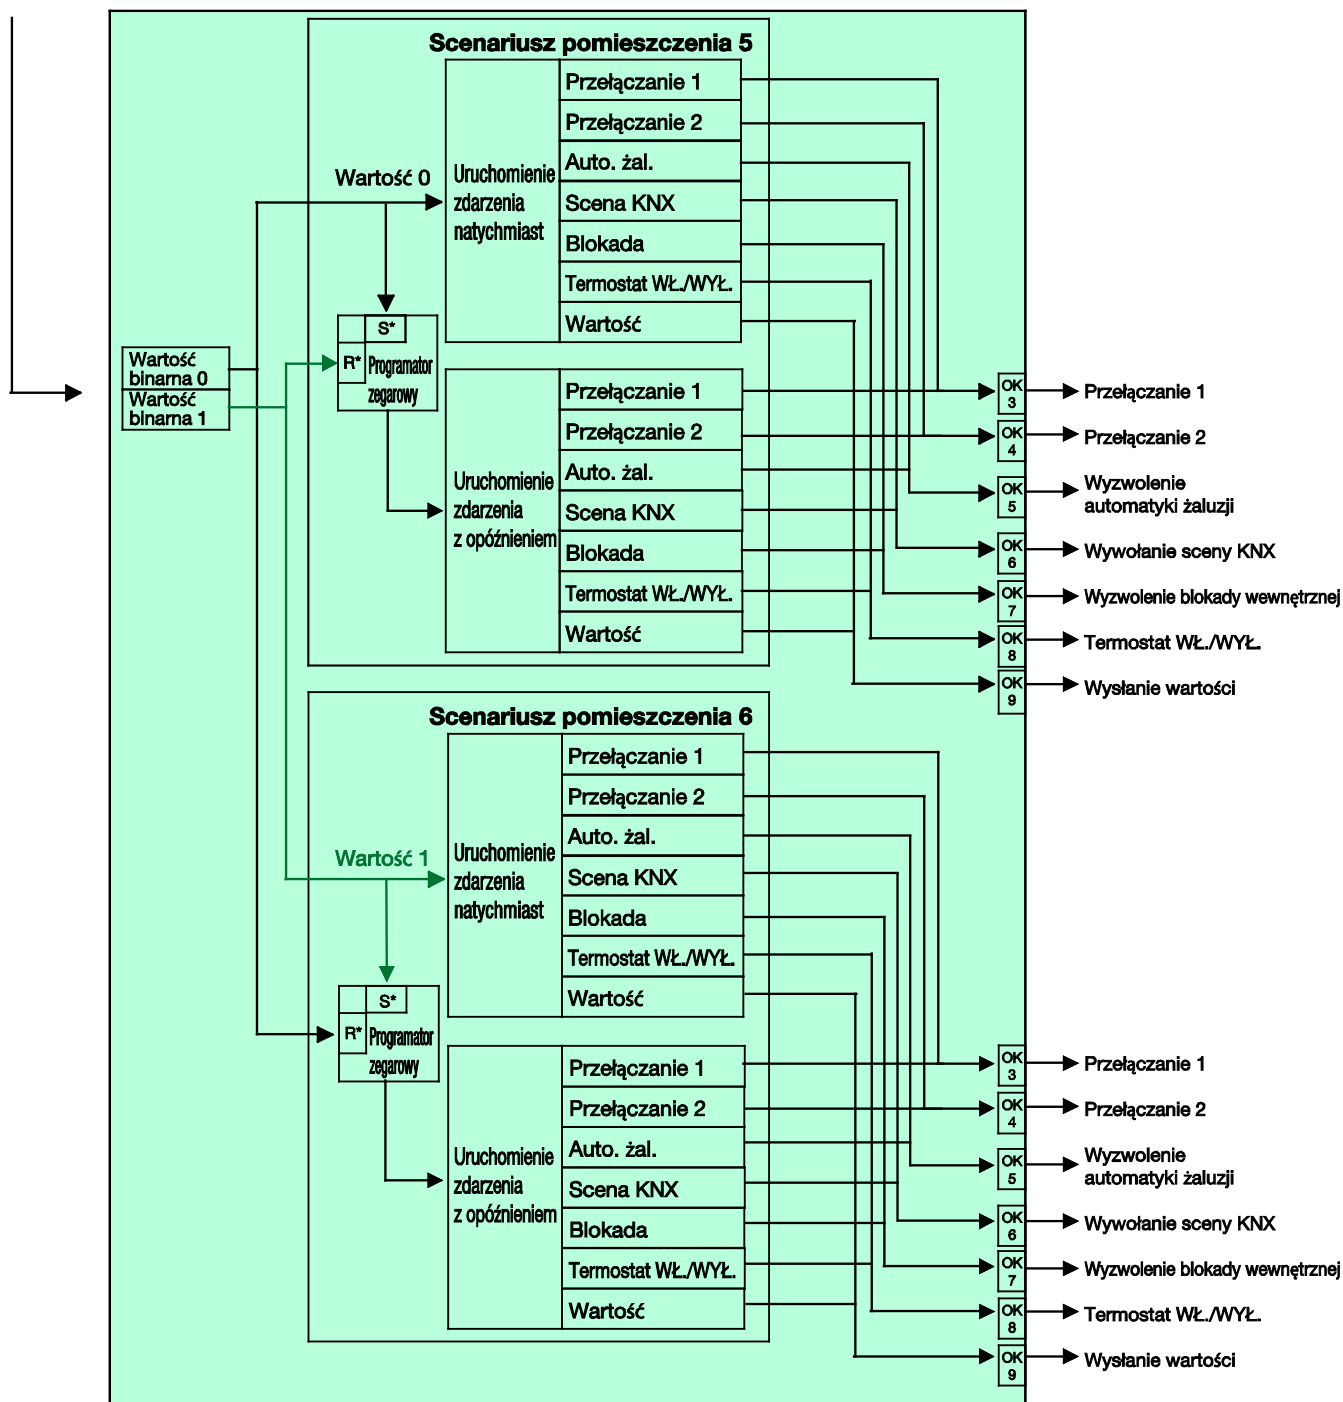 Scenariusz pomieszczenia 5
Wartość 0
Uruchomienie
zdarzenia
natychmiast
Przełączanie 1
Przełączanie 2
Auto. żal.
Scena KNX
Blokada
Termostat WŁ./WYŁ.
Wartość
Wartość
binarna 0
Wartość
binarna 1
S*
R*
Programator
zegarowy
Uruchomienie
zdarzenia
z opóźnieniem
Przełączanie 1
Przełączanie 2
Auto. żal.
Scena KNX
Blokada
Termostat WŁ./WYŁ.
Wartość
OK
3
Przełączanie 1
OK
4
Przełączanie 2
OK
5
Wyzwolenie
automatyki żaluzji
OK
6
Wywołanie sceny KNX
OK
7
Wyzwolenie blokady wewnętrznej
OK
8
Termostat WŁ./WYŁ.
OK
9
Wysłanie wartości
Scenariusz pomieszczenia 6
Wartość 1
Uruchomienie
zdarzenia
natychmiast
Przełączanie 1
Przełączanie 2
Auto. żal.
Scena KNX
Blokada
Termostat WŁ./WYŁ.
Wartość
S*
R*
Programator
zegarowy
Uruchomienie
zdarzenia
z opóźnieniem
Przełączanie 1
Przełączanie 2
Auto. żal.
Scena KNX
Blokada
Termostat WŁ./WYŁ.
Wartość
OK
3
Przełączanie 1
OK
4
Przełączanie 2
OK
5
Wyzwolenie
automatyki żaluzji
OK
6
Wywołanie sceny KNX
OK
7
Wyzwolenie blokady wewnętrznej
OK
8
Termostat WŁ./WYŁ.
OK
9
Wysłanie wartości